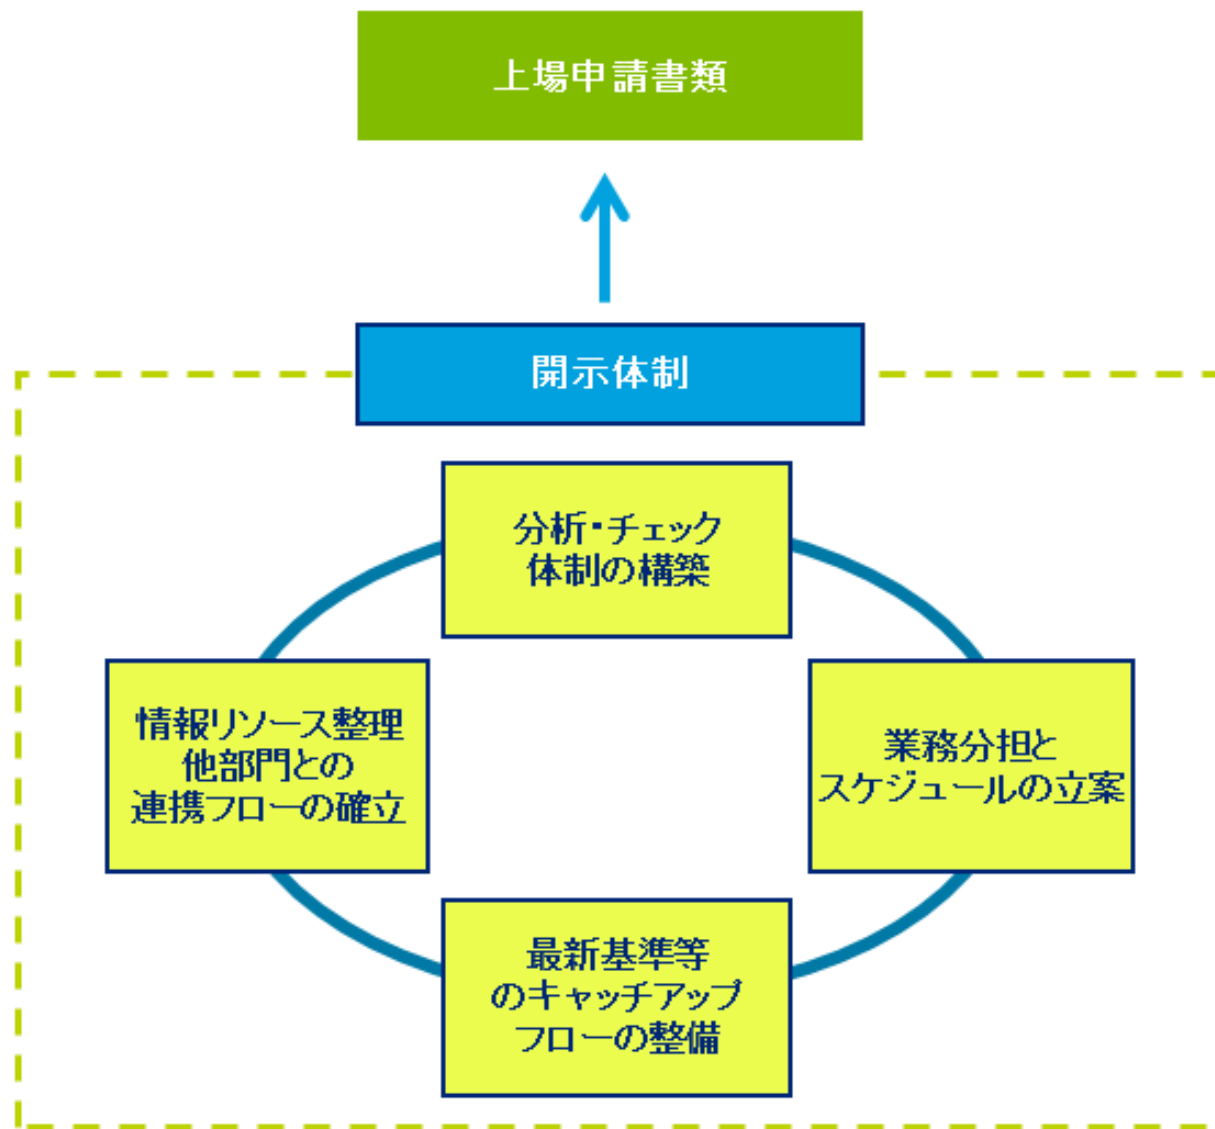 上場申請書類
開示体制
分析・チェック
体制の構築
情報リソース整理
他部門との
連携フローの確立
業務分担と
スケジュールの立案
最新基準等
のキャッチアップ
フローの整備